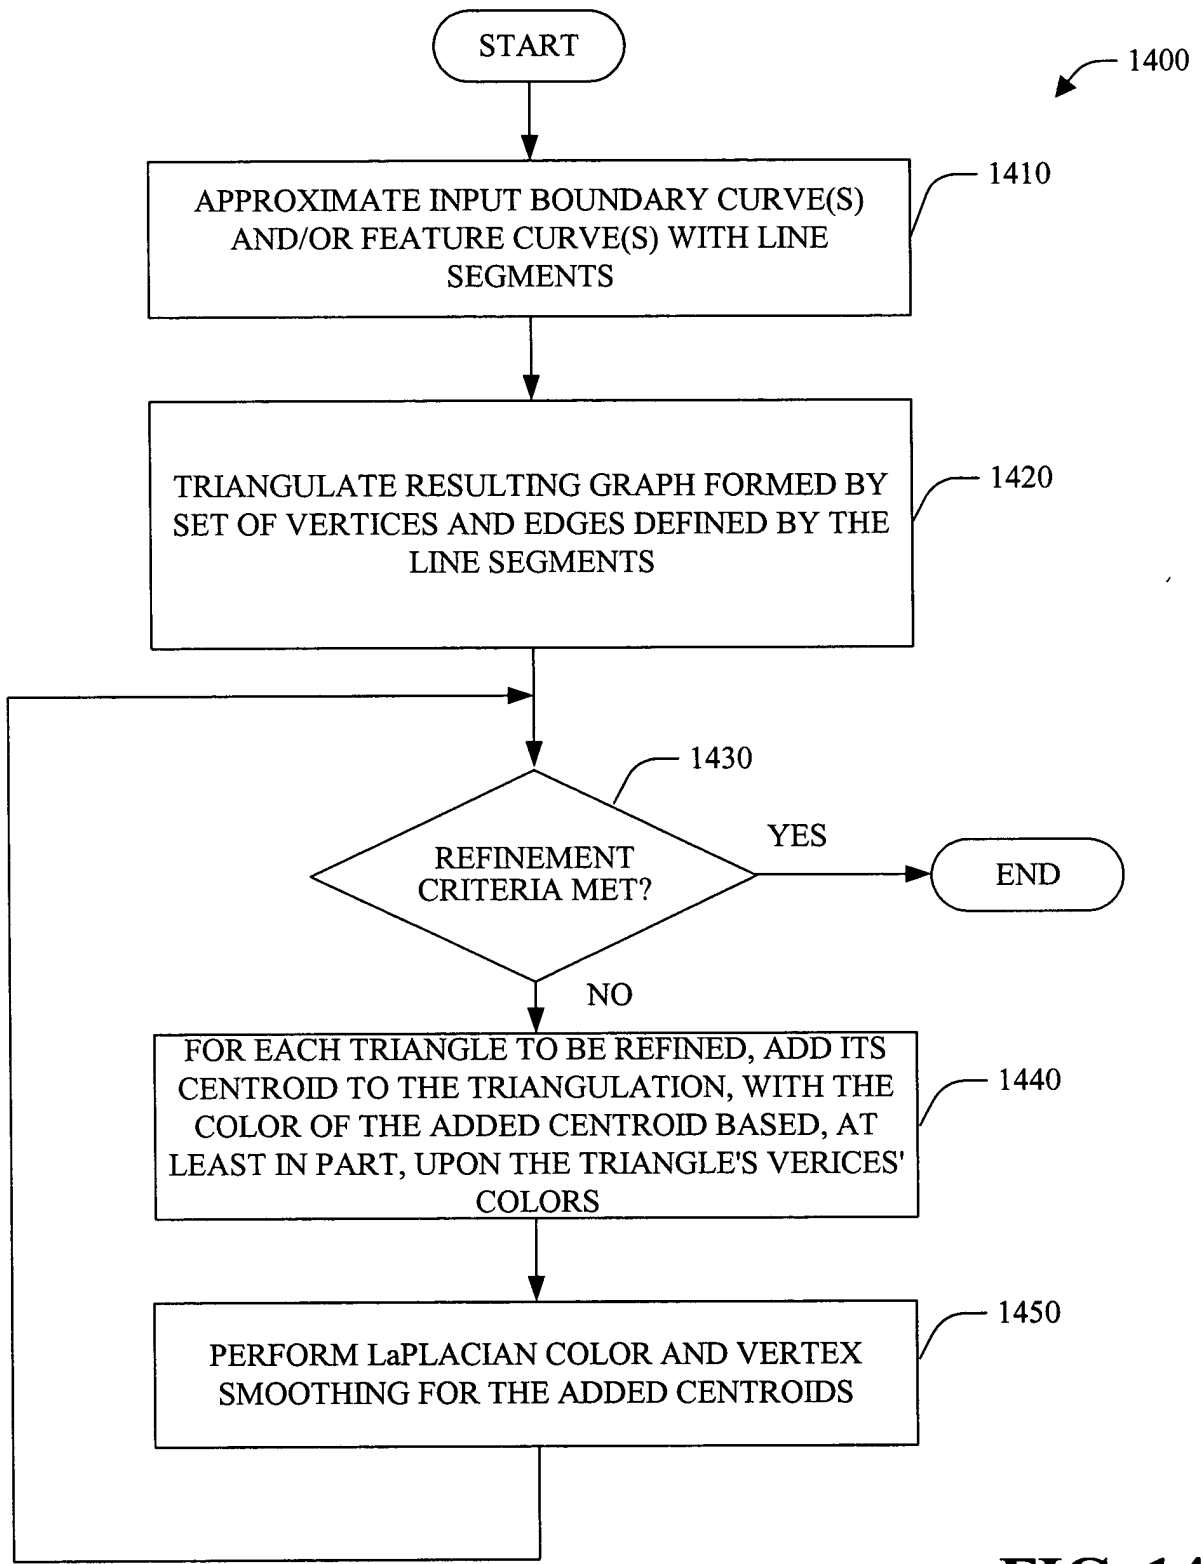 START
1400
1410
APPROXIMATE INPUT BOUNDARY CURVE(S)
AND/OR FEATURE CURVE(S) WITH LINE
SEGMENTS
TRIANGULATE RESULTING GRAPH FORMED BY
SET OF VERTICES AND EDGES DEFINED BY THE
LINE SEGMENTS
1420
1430
REFINEMENT
CRITERIA MET?
YES
END
NO
FOR EACH TRIANGLE TO BE REFINED, ADD ITS
CENTROID TO THE TRIANGULATION, WITH THE
COLOR OF THE ADDED CENTROID BASED, AT
LEAST IN PART, UPON THE TRIANGLE'S VERICES'
COLORS
1440
1450
PERFORM LaPLACIAN COLOR AND VERTEX
SMOOTHING FOR THE ADDED CENTROIDS
FIG. 14